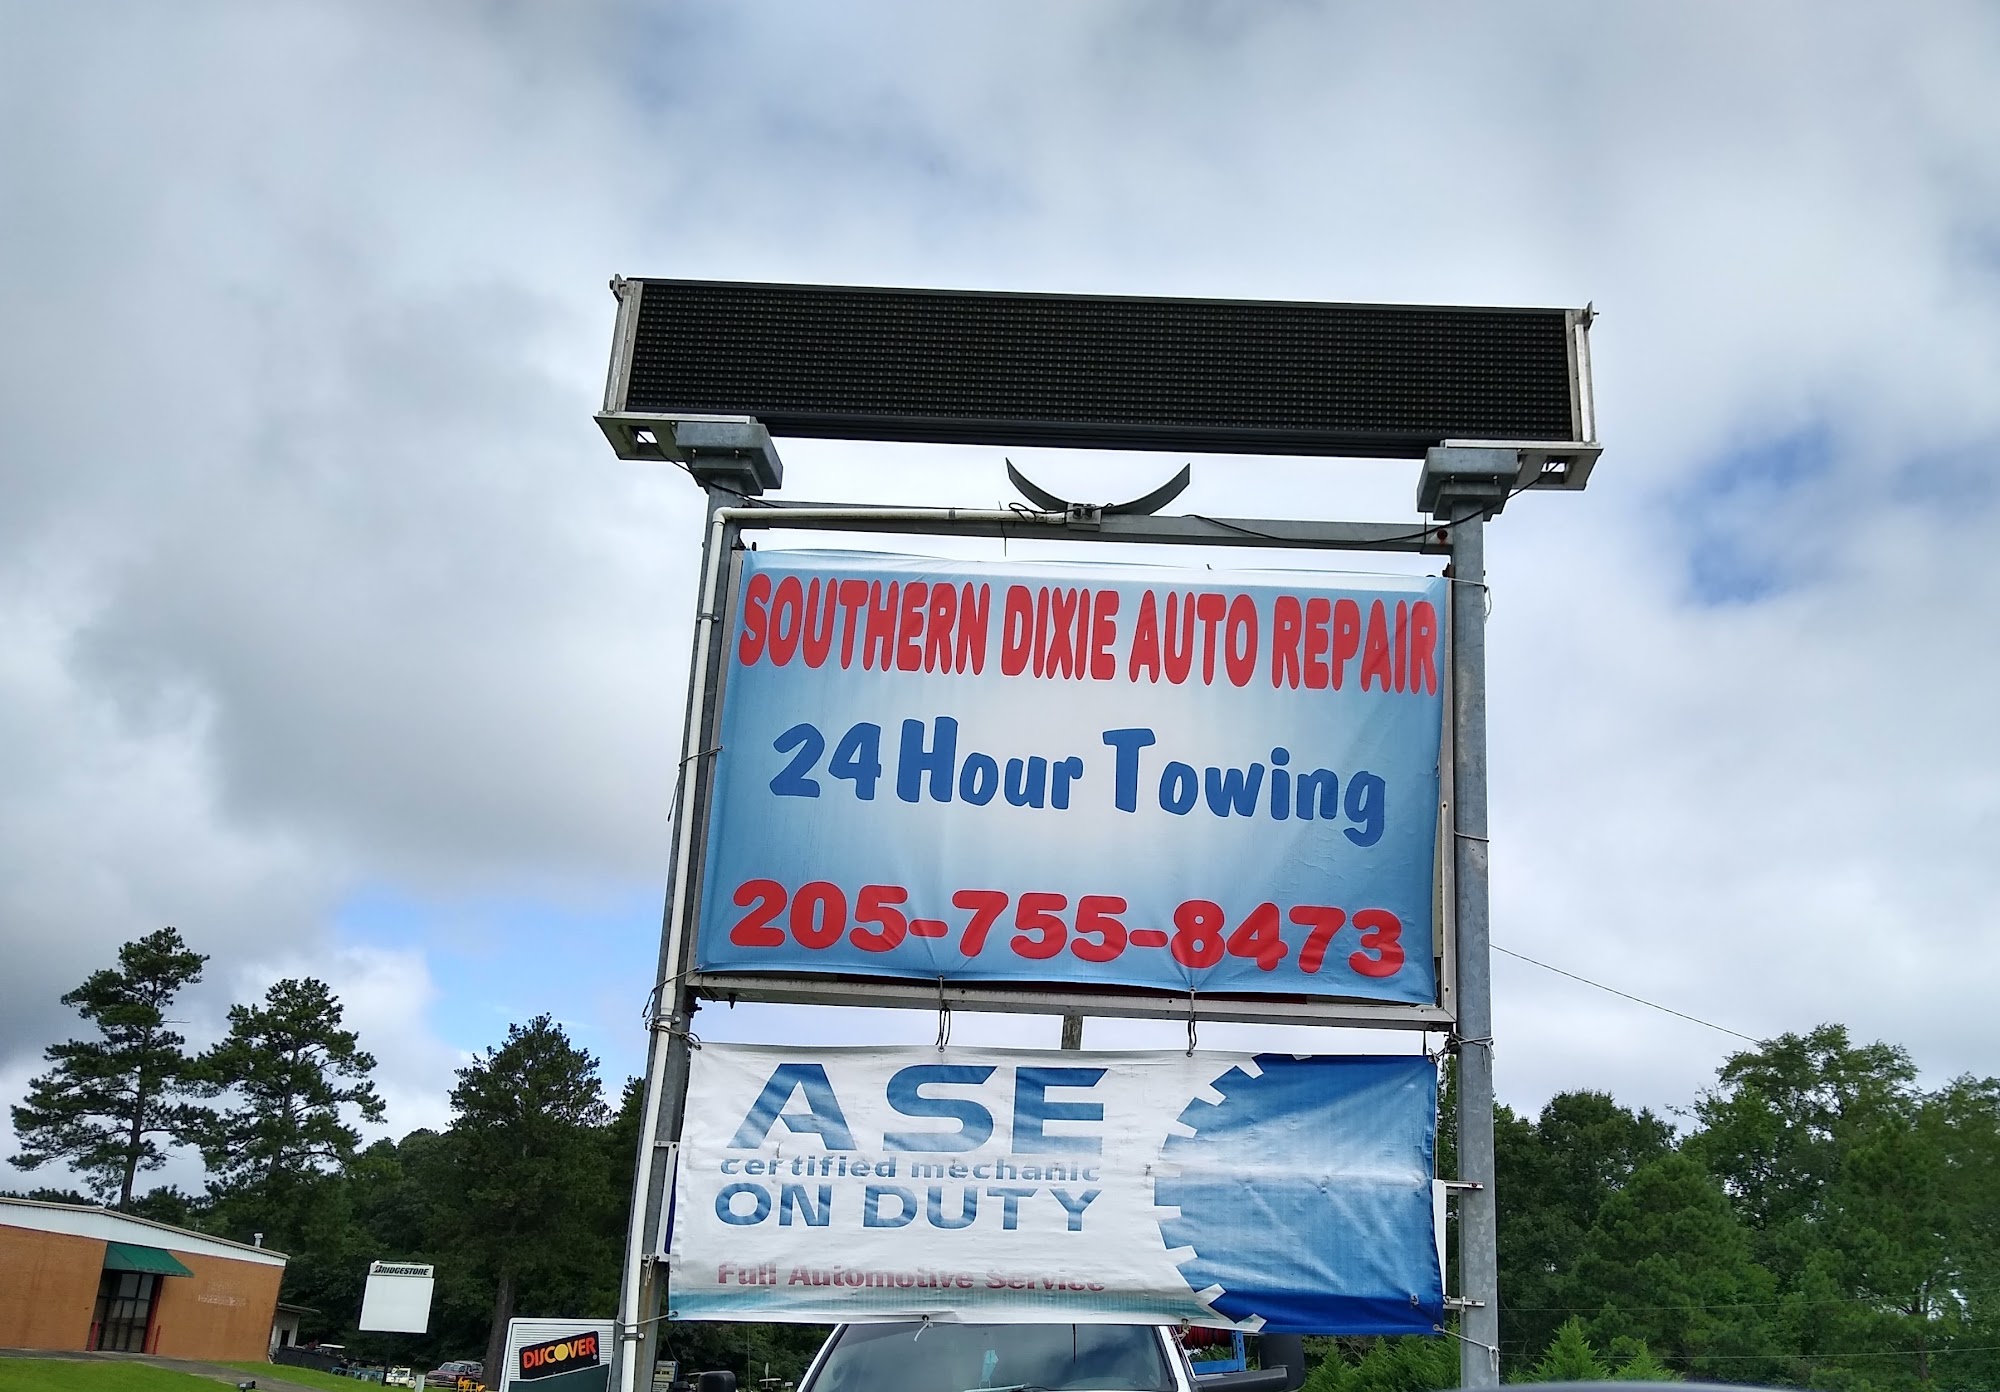 SOUTHERN DIXIE AUTO REPAIR
24 Hour Towing
205-755-8473
ASE
certified mechanic
ON DUTY
Full Automotive Service
BRIDGESTONE
DISCOVER